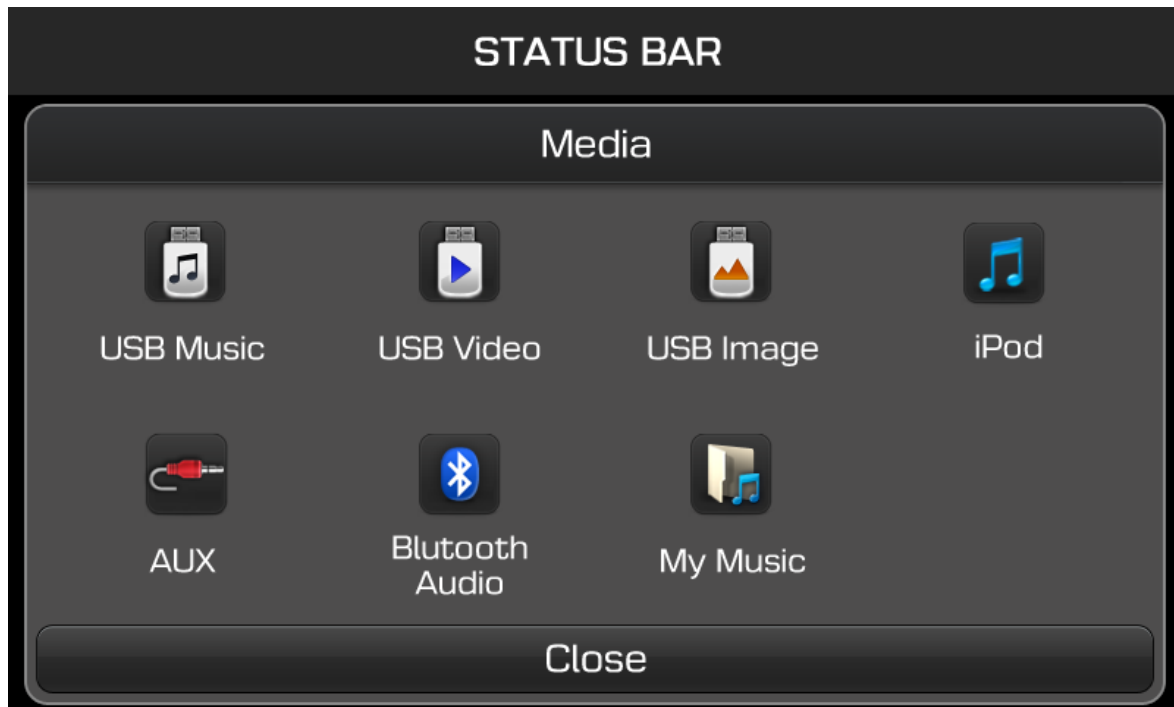 STATUS BAR
Media
USB Music
USB Video
USB Image
iPod
AUX
Blutooth
Audio
My Music
Close